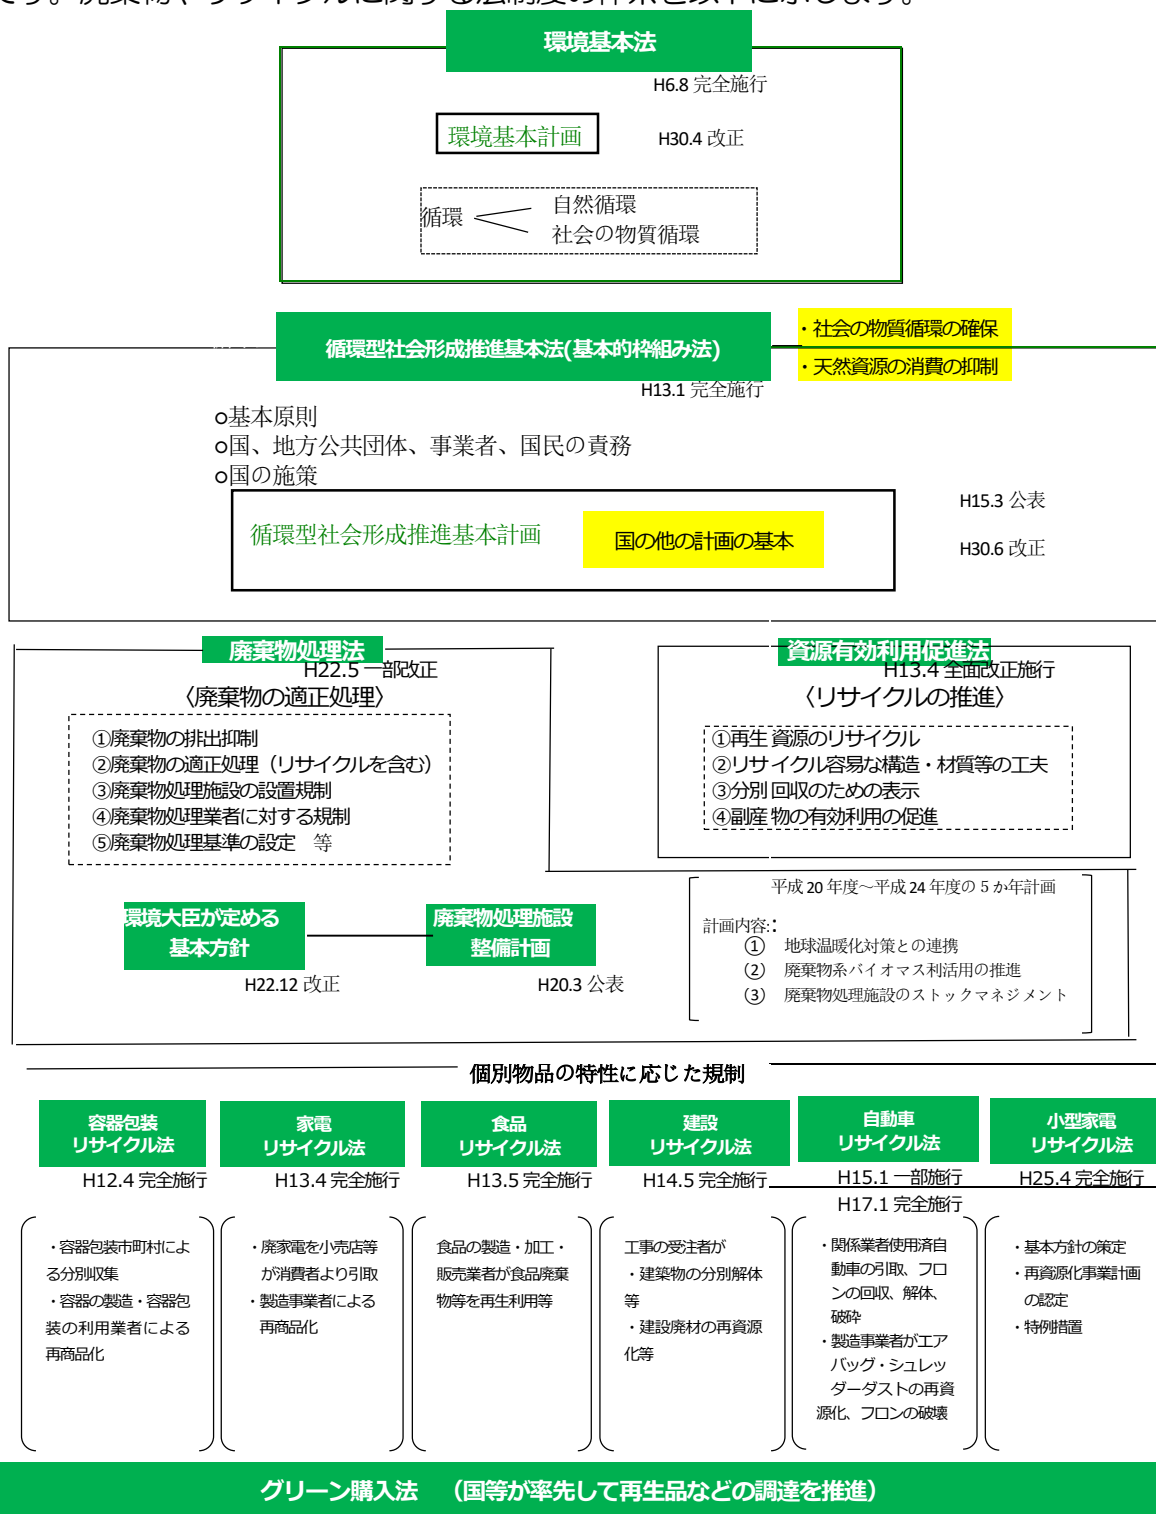 です。廃棄物やリサイクルに関する法制度の体系を以下に示します。
環境基本法
H6.8 完全施行
環境基本計画
H30.4 改正
循環
自然循環
社会の物質循環
循環型社会形成推進基本法(基本的枠組み法)
・社会の物質循環の確保
・天然資源の消費の抑制
H13.1 完全施行
○基本原則
○国、地方公共団体、事業者、国民の責務
○国の施策
循環型社会形成推進基本計画
国の他の計画の基本
H15.3 公表
H30.6 改正
廃棄物処理法
H22.5 一部改正
〈廃棄物の適正処理〉
①廃棄物の排出抑制
②廃棄物の適正処理（リサイクルを含む）
③廃棄物処理施設の設置規制
④廃棄物処理業者に対する規制
⑤廃棄物処理基準の設定　等
資源有効利用促進法
H13.4 全面改正施行
〈リサイクルの推進〉
①再生 資源のリサイクル
②リサ イクル容易な構造・材質等の工夫
③分別 回収のための表示
④副産 物の有効利用の促進
環境大臣が定める
基本方針
H22.12 改正
廃棄物処理施設
整備計画
H20.3 公表
平成 20 年度～平成 24 年度の 5 か年計画
計画内容::
① 地球温暖化対策との連携
② 廃棄物系バイオマス利活用の推進
③ 廃棄物処理施設のストックマネジメント
個別物品の特性に応じた規制
容器包装
リサイクル法
H12.4 完全施行
・容器包装市町村によ
る分別収集
・容器の製造・容器包
装の利用業者による
再商品化
家電
リサイクル法
H13.4 完全施行
・廃家電を小売店等
が消費者より引取
・製造事業者による
再商品化
食品
リサイクル法
H13.5 完全施行
食品の製造・加工・
販売業者が食品廃棄
物等を再生利用等
建設
リサイクル法
H14.5 完全施行
工事の受注者が
・建築物の分別解体
等
・建設廃材の再資源
化等
自動車
リサイクル法
H15.1 一部施行
H17.1 完全施行
・関係業者使用済自
動車の引取、フロ
ンの回収、解体、
破砕
・製造事業者がエア
バッグ・シュレッ
ダーダストの再資
源化、フロンの破壊
小型家電
リサイクル法
H25.4 完全施行
・基本方針の策定
・再資源化事業計画
の認定
・特例措置
グリーン購入法　（国等が率先して再生品などの調達を推進）